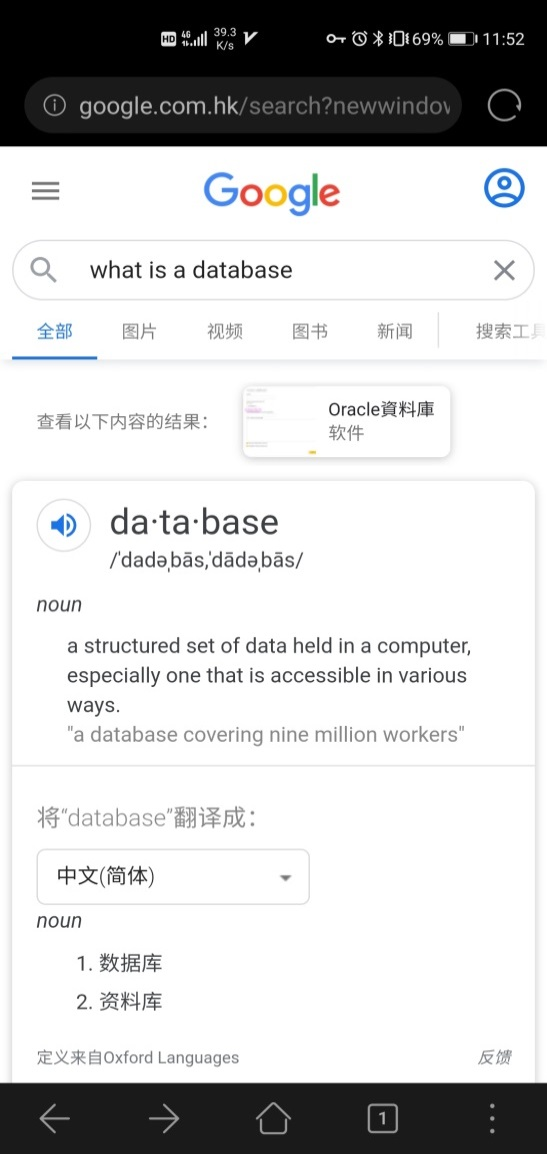 HD 4G 39.3 K/s 69% 11:52
google.com.hk/search?newwindov
Google
what is a database
全部 图片 视频 图书 新闻 搜索工具
查看以下内容的结果：
Oracle資料庫
软件
da·ta·base
/ˈdadəˌbās,ˈdādəˌbās/
noun
a structured set of data held in a computer,
especially one that is accessible in various
ways.
"a database covering nine million workers"
将“database”翻译成：
中文(简体)
noun
1. 数据库
2. 资料库
定义来自Oxford Languages 反馈
1